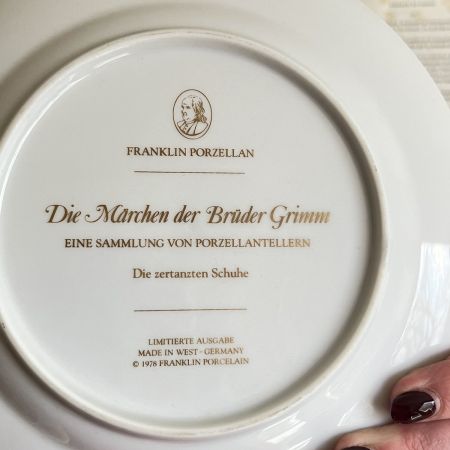 FRANKLIN PORZELLAN
Die Märchen der Brüder Grimm
EINE SAMMLUNG VON PORZELLANTELLERN
Die zertanzten Schuhe
LIMITIERTE AUSGABE
MADE IN WEST-GERMANY
© 1978 FRANKLIN PORCELAIN